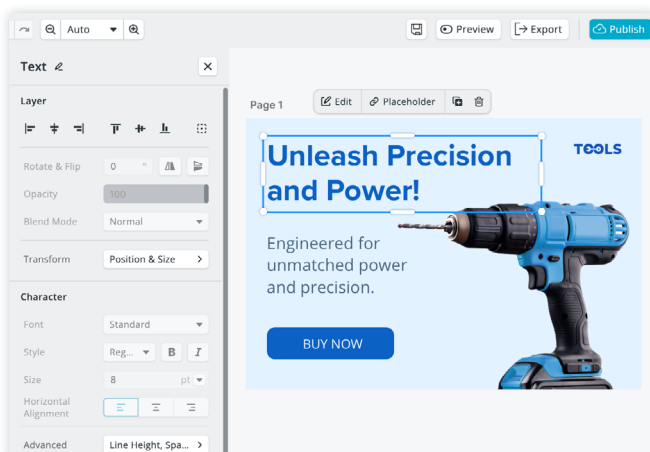 Auto
Preview
Export
Publish
Text
Layer
Rotate & Flip
0 °
Opacity
100
Blend Mode
Normal
Transform
Position & Size
Character
Font
Standard
Style
Reg...
B
I
Size
8
pt
Horizontal
Alignment
Advanced
Line Height, Spa...
Page 1
Edit
Placeholder
Unleash Precision
and Power!
TOOLS
Engineered for
unmatched power
and precision.
BUY NOW